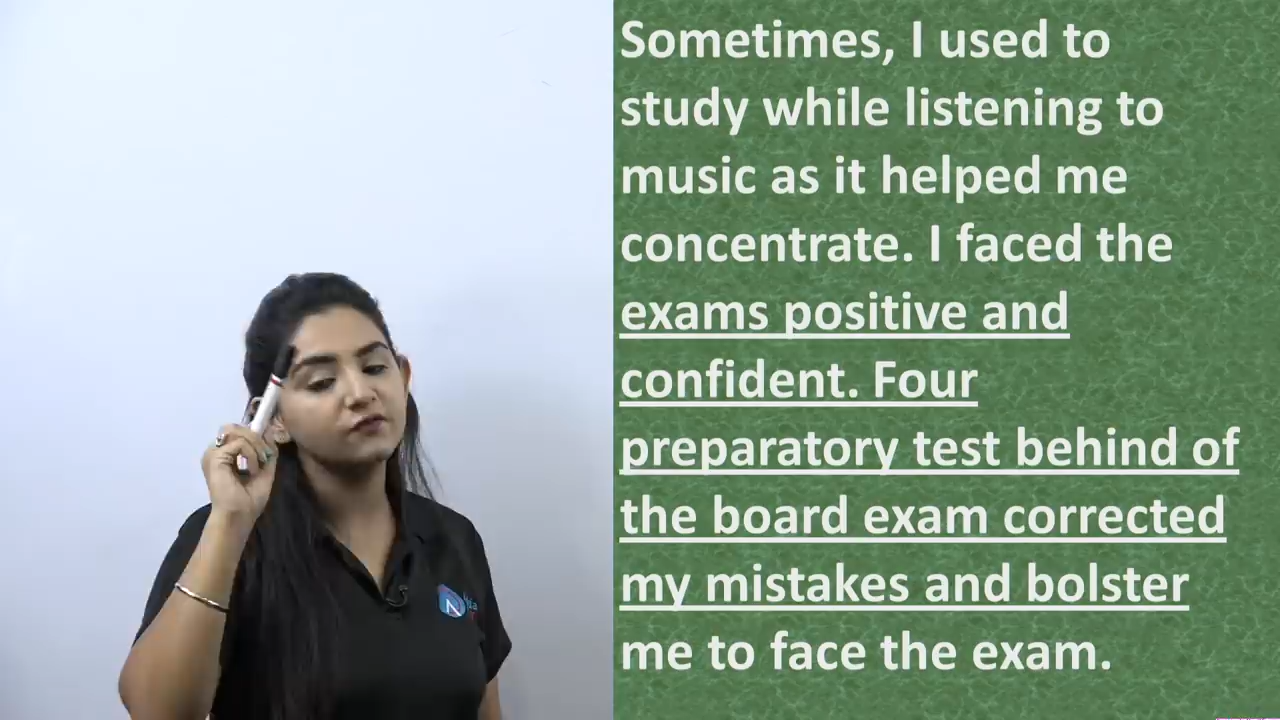 Sometimes, I used to
study while listening to
music as it helped me
concentrate. I faced the
exams positive and
confident. Four
preparatory test behind of
the board exam corrected
my mistakes and bolster
me to face the exam.